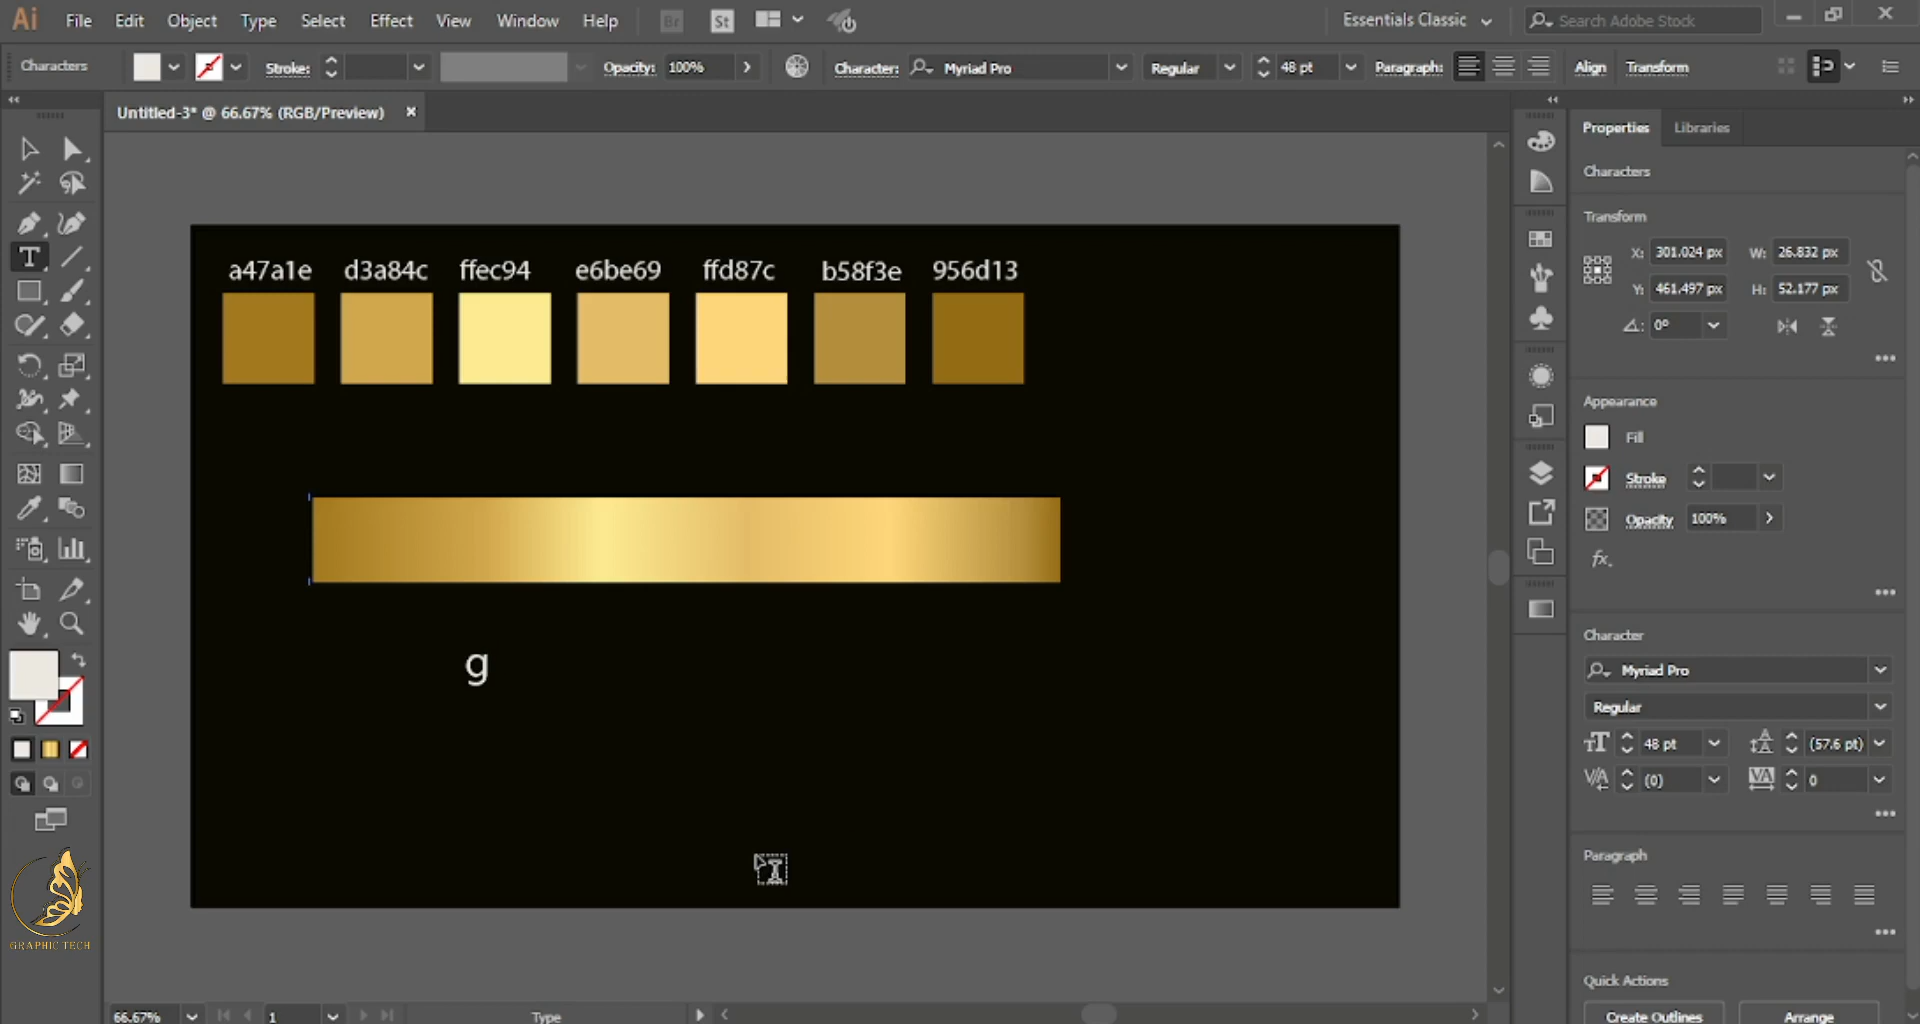 Ai File Edit Object Type Select Effect View Window Help Br St Essentials Classic Search Adobe Stock
Characters Stroke: Opacity: 100% Character: Myriad Pro Regular 48 pt Paragraph: Align Transform
Untitled-3* @ 66.67% (RGB/Preview)
Properties Libraries
Characters
Transform
X: 301.024 px W: 26.832 px
Y: 461.497 px H: 52.177 px
0°
Appearance
Fill
Stroke
Opacity 100%
fx.
Character
Myriad Pro
Regular
48 pt (57.6 pt)
(0) 0
Paragraph
Quick Actions
Create Outlines Arrange
a47a1e d3a84c ffec94 e6be69 ffd87c b58f3e 956d13
g
GRAPHIC TECH
66.67% 1 Type